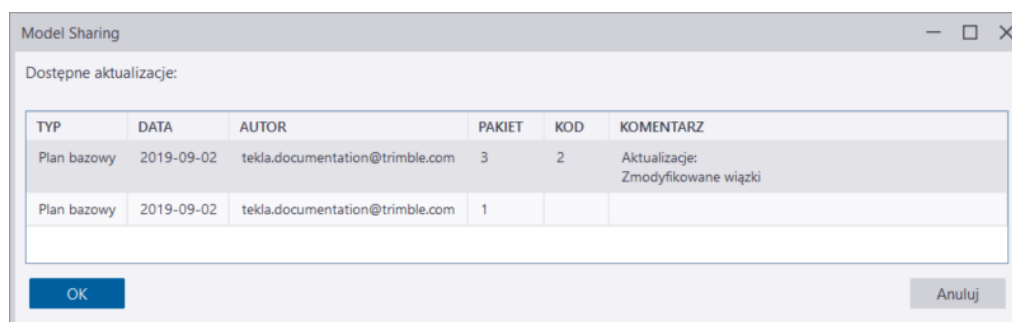 Model Sharing
Dostępne aktualizacje:
TYP DATA AUTOR PAKIET KOD KOMENTARZ
Plan bazowy 2019-09-02 tekla.documentation@trimble.com 3 2 Aktualizacje:
Zmodyfikowane wiązki
Plan bazowy 2019-09-02 tekla.documentation@trimble.com 1
OK Anuluj